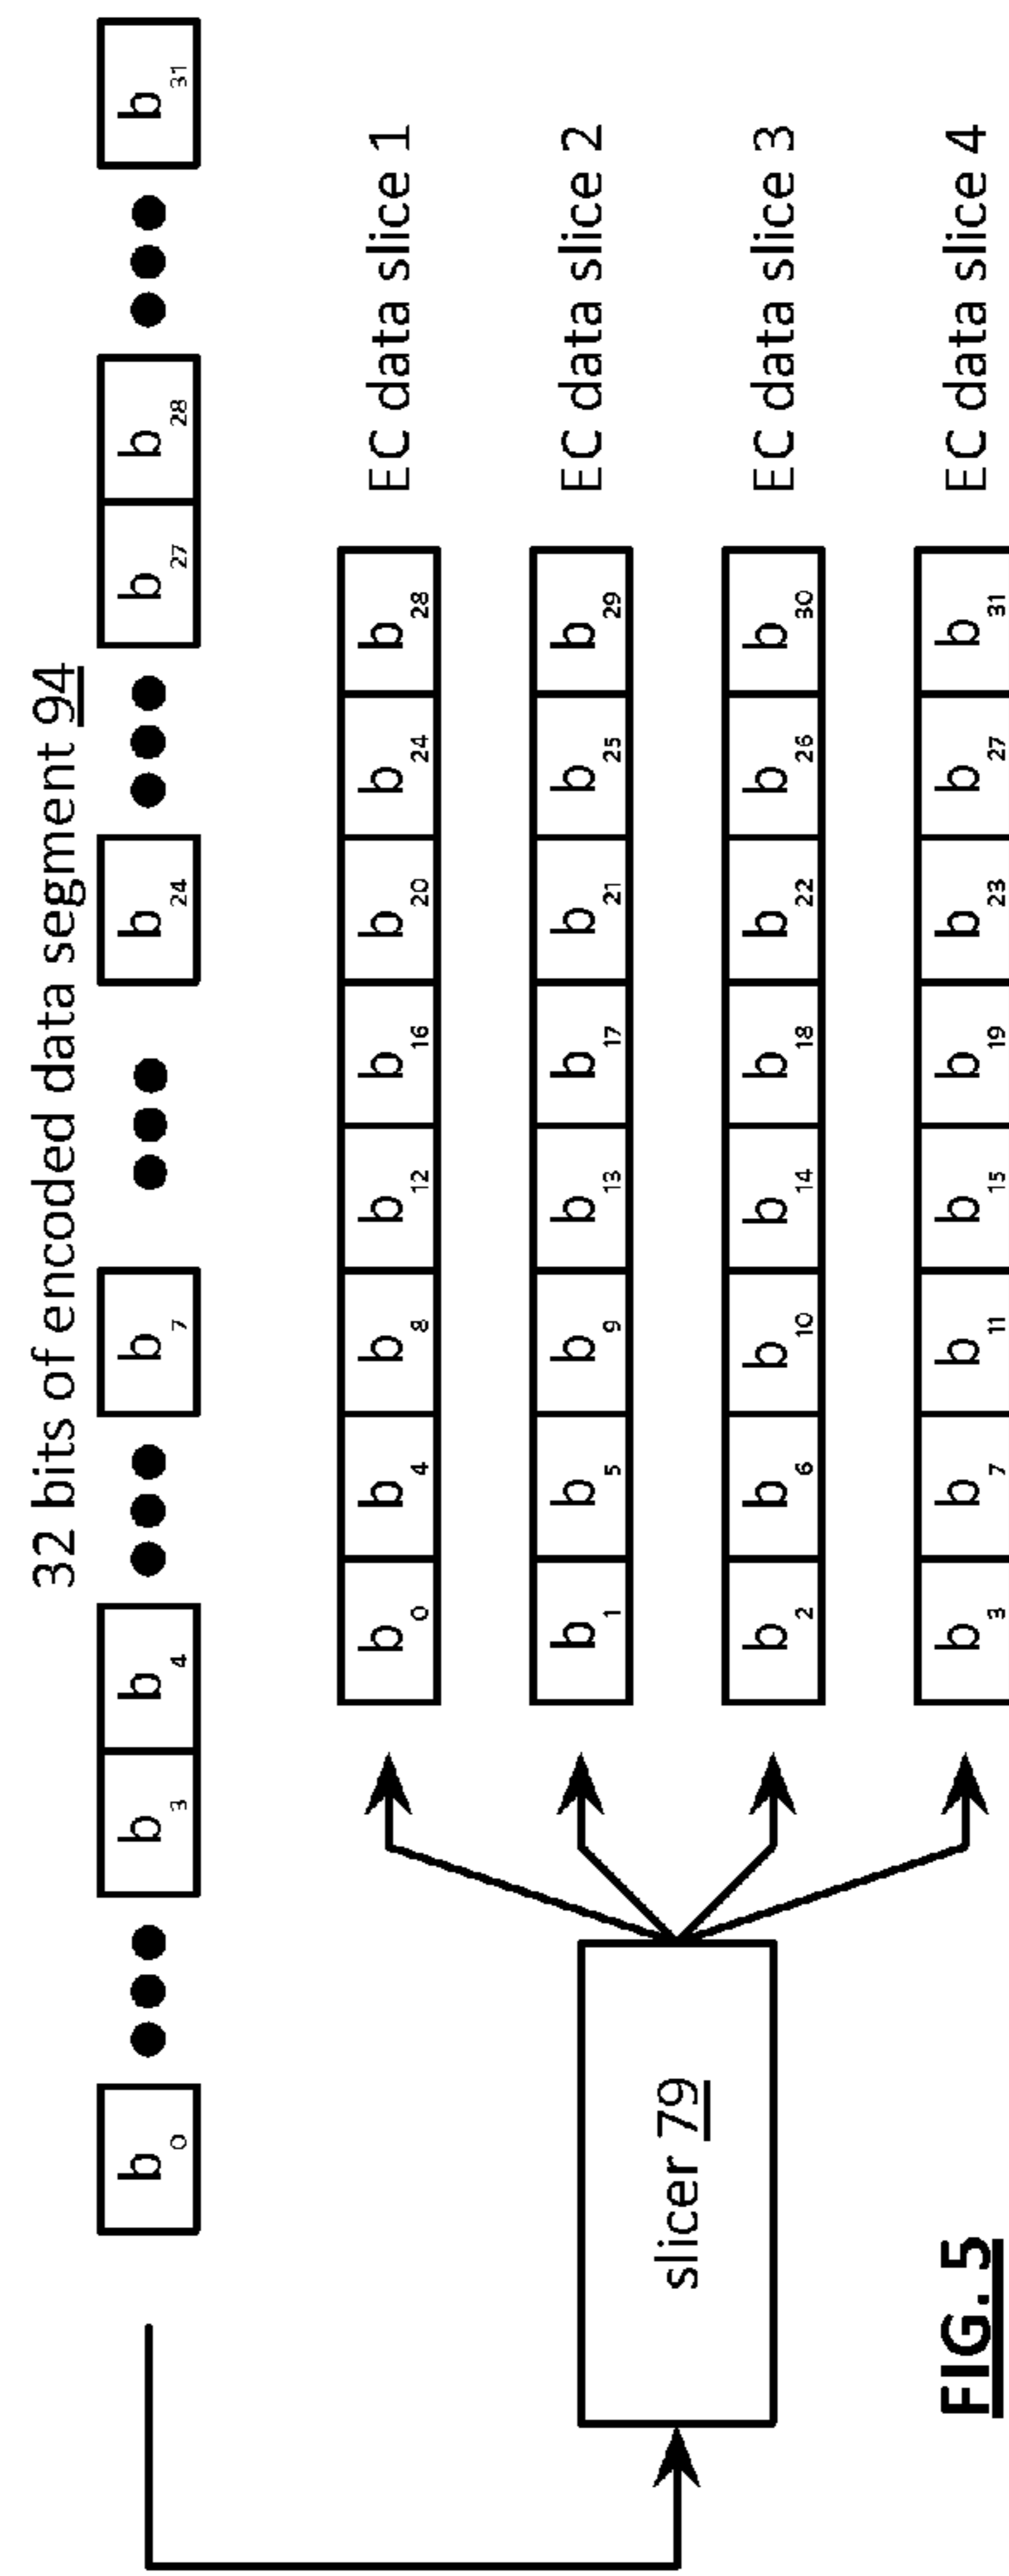 32 bits of encoded data segment 94
b0 b3 b4 b7 b24 b27 b28 b31
b0 b4 b8 b12 b16 b20 b24 b28 EC data slice 1
b1 b5 b9 b13 b17 b21 b25 b29 EC data slice 2
slicer 79
b2 b6 b10 b14 b18 b22 b26 b30 EC data slice 3
b3 b7 b11 b15 b19 b23 b27 b31 EC data slice 4
FIG. 5